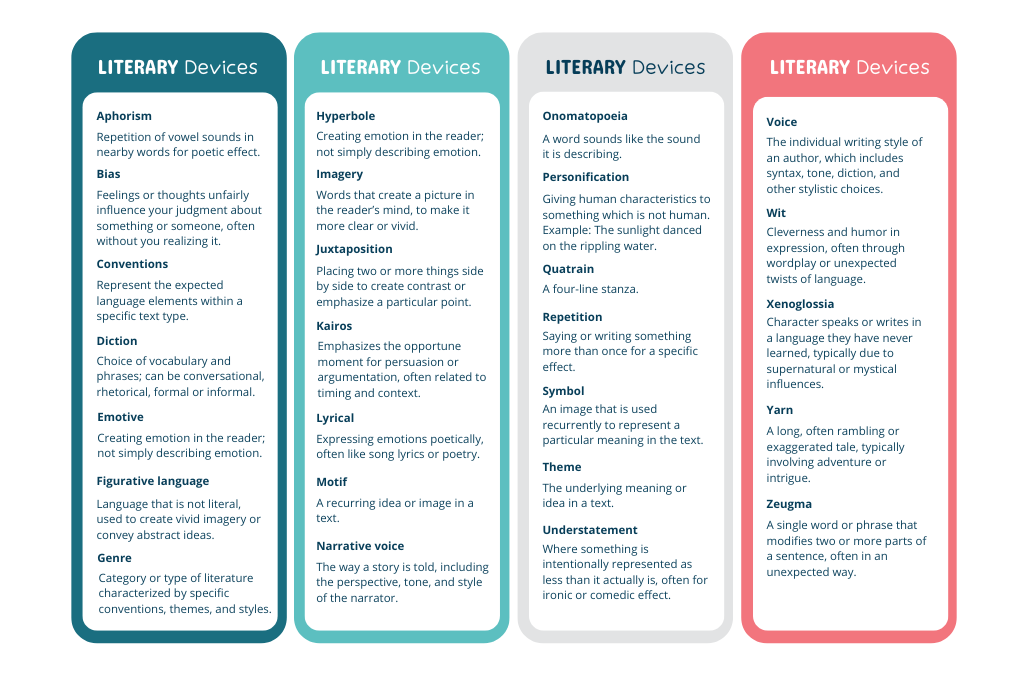 LITERARY Devices
Aphorism
Repetition of vowel sounds in
nearby words for poetic effect.
Bias
Feelings or thoughts unfairly
influence your judgment about
something or someone, often
without you realizing it.
Conventions
Represent the expected
language elements within a
specific text type.
Diction
Choice of vocabulary and
phrases; can be conversational,
rhetorical, formal or informal.
Emotive
Creating emotion in the reader;
not simply describing emotion.
Figurative language
Language that is not literal,
used to create vivid imagery or
convey abstract ideas.
Genre
Category or type of literature
characterized by specific
conventions, themes, and styles.
LITERARY Devices
Hyperbole
Creating emotion in the reader;
not simply describing emotion.
Imagery
Words that create a picture in
the reader’s mind, to make it
more clear or vivid.
Juxtaposition
Placing two or more things side
by side to create contrast or
emphasize a particular point.
Kairos
Emphasizes the opportune
moment for persuasion or
argumentation, often related to
timing and context.
Lyrical
Expressing emotions poetically,
often like song lyrics or poetry.
Motif
A recurring idea or image in a
text.
Narrative voice
The way a story is told, including
the perspective, tone, and style
of the narrator.
LITERARY Devices
Onomatopoeia
A word sounds like the sound
it is describing.
Personification
Giving human characteristics to
something which is not human.
Example: The sunlight danced
on the rippling water.
Quatrain
A four-line stanza.
Repetition
Saying or writing something
more than once for a specific
effect.
Symbol
An image that is used
recurrently to represent a
particular meaning in the text.
Theme
The underlying meaning or
idea in a text.
Understatement
Where something is
intentionally represented as
less than it actually is, often for
ironic or comedic effect.
LITERARY Devices
Voice
The individual writing style of
an author, which includes
syntax, tone, diction, and
other stylistic choices.
Wit
Cleverness and humor in
expression, often through
wordplay or unexpected
twists of language.
Xenoglossia
Character speaks or writes in
a language they have never
learned, typically due to
supernatural or mystical
influences.
Yarn
A long, often rambling or
exaggerated tale, typically
involving adventure or
intrigue.
Zeugma
A single word or phrase that
modifies two or more parts of
a sentence, often in an
unexpected way.